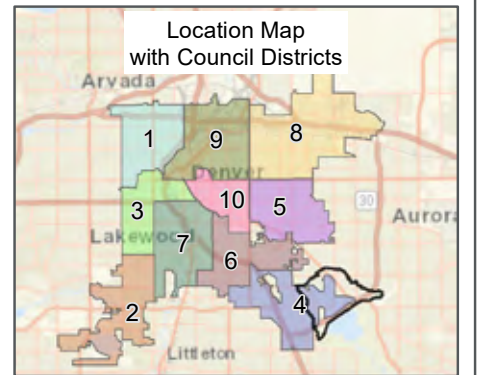 Location Map
with Council Districts
Arvada
1
9
8
Denver
3
10
5
30
Aurora
Lakewood
7
6
2
4
Littleton